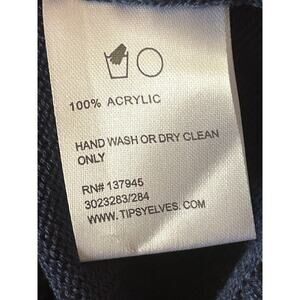 100% ACRYLIC
HAND WASH OR DRY CLEAN
ONLY
RN# 137945
3023283/284
WWW. TIPSYELVES. COM